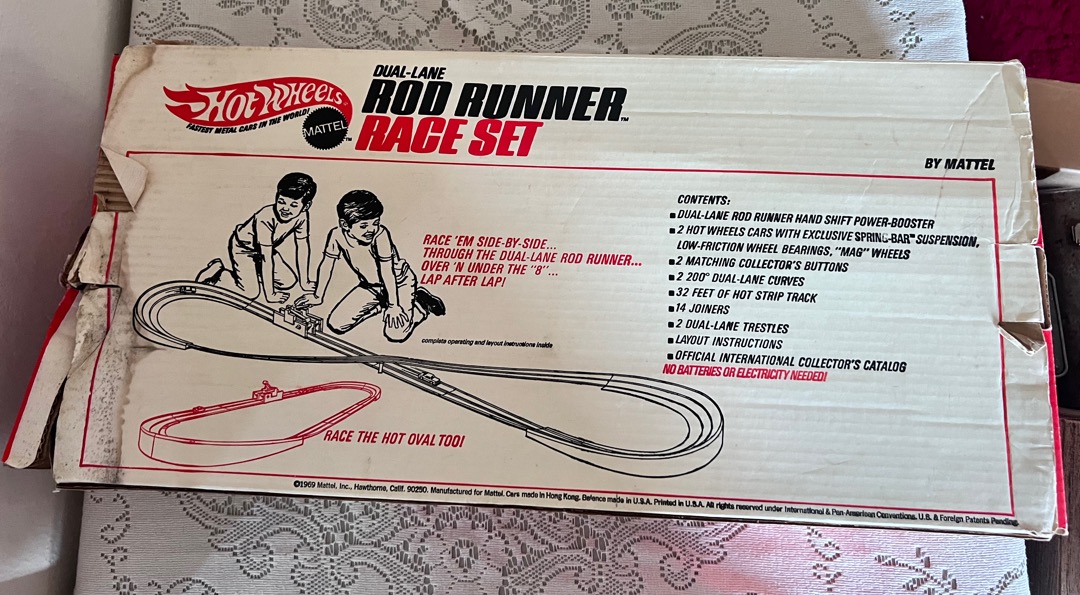 HOT WHEELS
FASTEST METAL CARS IN THE WORLD!
MATTEL™
DUAL-LANE
ROD RUNNER™
RACE SET
BY MATTEL
RACE 'EM SIDE-BY-SIDE...
THROUGH THE DUAL-LANE ROD RUNNER...
OVER 'N UNDER THE "8"...
LAP AFTER LAP!
complete operating and layout instructions inside
RACE THE HOT OVAL TOO!
CONTENTS:
■ DUAL-LANE ROD RUNNER HAND SHIFT POWER-BOOSTER
■ 2 HOT WHEELS CARS WITH EXCLUSIVE SPRING-BAR™ SUSPENSION,
LOW-FRICTION WHEEL BEARINGS, "MAG" WHEELS
■ 2 MATCHING COLLECTOR'S BUTTONS
■ 2 200° DUAL-LANE CURVES
■ 32 FEET OF HOT STRIP TRACK
■ 14 JOINERS
■ 2 DUAL-LANE TRESTLES
■ LAYOUT INSTRUCTIONS
■ OFFICIAL INTERNATIONAL COLLECTOR'S CATALOG
NO BATTERIES OR ELECTRICITY NEEDED!
©1969 Mattel, Inc., Hawthorne, Calif. 90250. Manufactured for Mattel. Cars made in Hong Kong. Balance made in U.S.A. Printed in U.S.A. All rights reserved under International & Pan-American Conventions. U.S. & Foreign Patents Pending.